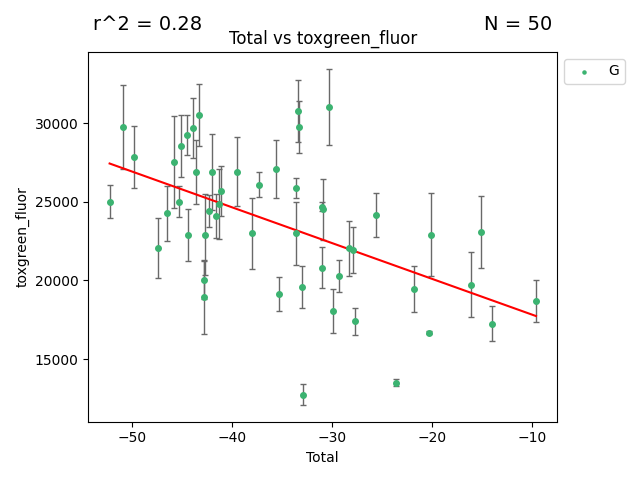 r^2 = 0.28
N = 50
Total vs toxgreen_fluor
G
toxgreen_fluor
30000
25000
20000
15000
−50
−40
−30
−20
−10
Total